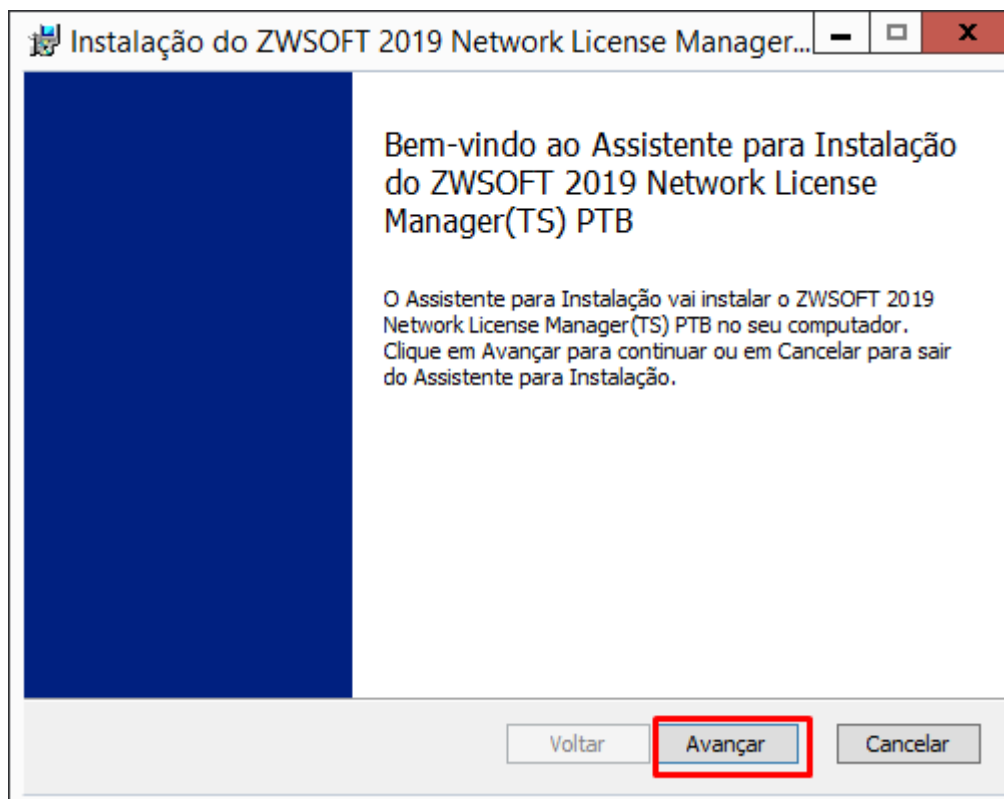 Instalação do ZWSOFT 2019 Network License Manager...
Bem-vindo ao Assistente para Instalação
do ZWSOFT 2019 Network License
Manager(TS) PTB
O Assistente para Instalação vai instalar o ZWSOFT 2019
Network License Manager(TS) PTB no seu computador.
Clique em Avançar para continuar ou em Cancelar para sair
do Assistente para Instalação.
Voltar Avançar Cancelar